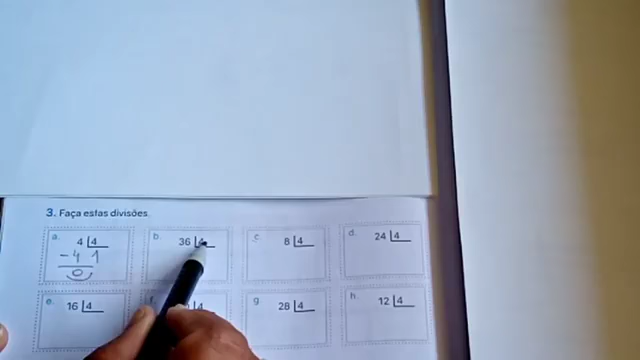 3. Faça estas divisões.
a. 4 4
- 4 1
0
b. 36 4
c. 8 4
d. 24 4
e. 16 4
f. 4
g 28 4
h. 12 4